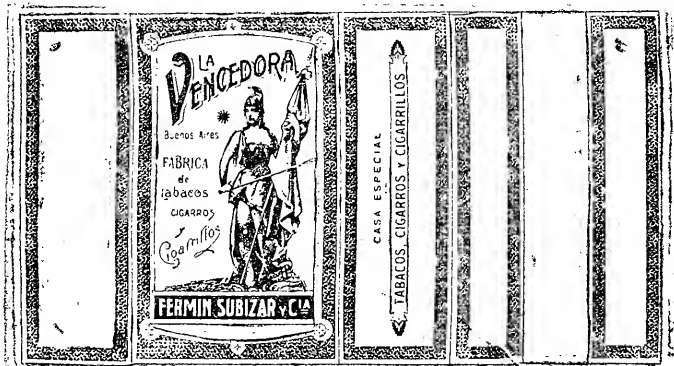 LA
VENCEDORA
Buenos Aires
FABRICA
de
Tabacos
CIGARROS
y
Cigarrillos
FERMIN SUBIZAR Y CIA
CASA ESPECIAL
TABACOS, CIGARROS Y CIGARRILLOS